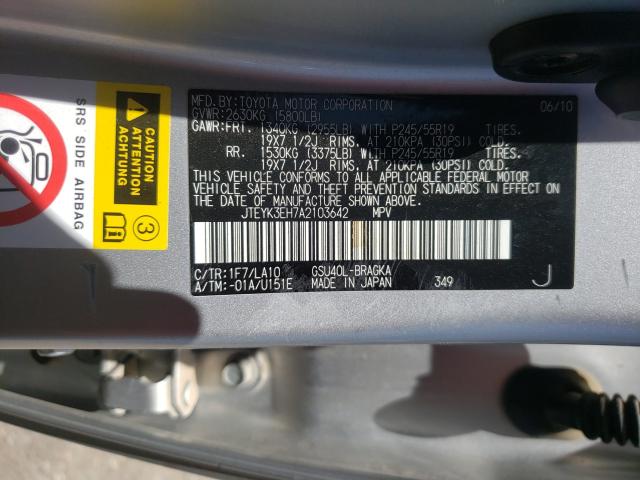 MFD. BY: TOYOTA MOTOR CORPORATION 06/10
GVWR: 2630KG (5800LB)
GAWR: FRT. 1340KG (2955LB) WITH P245/55R19 TIRES.
19X7 1/2J RIMS. AT 210KPA (30PSI) COLD
RR. 1530KG (3375LB) WITH P245/55R19 TIRES.
19X7 1/2J RIMS. AT 210KPA (30PSI) COLD.
THIS VEHICLE CONFORMS TO ALL APPLICABLE FEDERAL MOTOR
VEHICLE SAFETY AND THEFT PREVENTION STANDARDS IN EFFECT ON
THE DATE OF MANUFACTURE SHOWN ABOVE.
JTEYK3EH7A2103642 MPV
C/TR: 1F7/LA10 GSU40L-BRAGKA
A/TM: -01A/U151E MADE IN JAPAN 349 J
SRS SIDE AIRBAG
ATTENTION
CAUTION
3